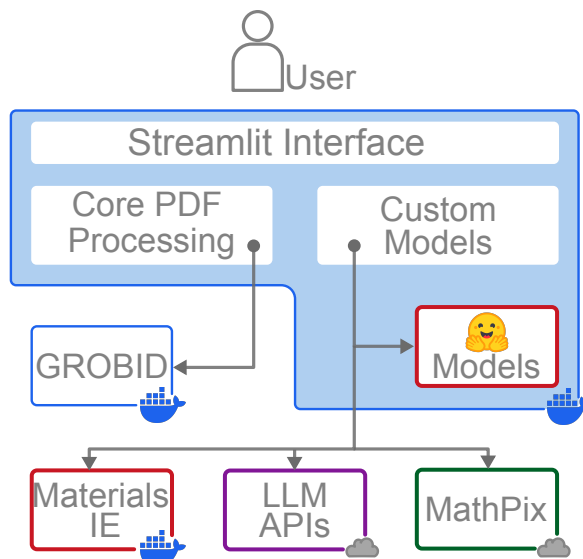 User
Streamlit Interface
Core PDF
Processing
Custom
Models
GROBID
Models
Materials
IE
LLM
APIs
MathPix